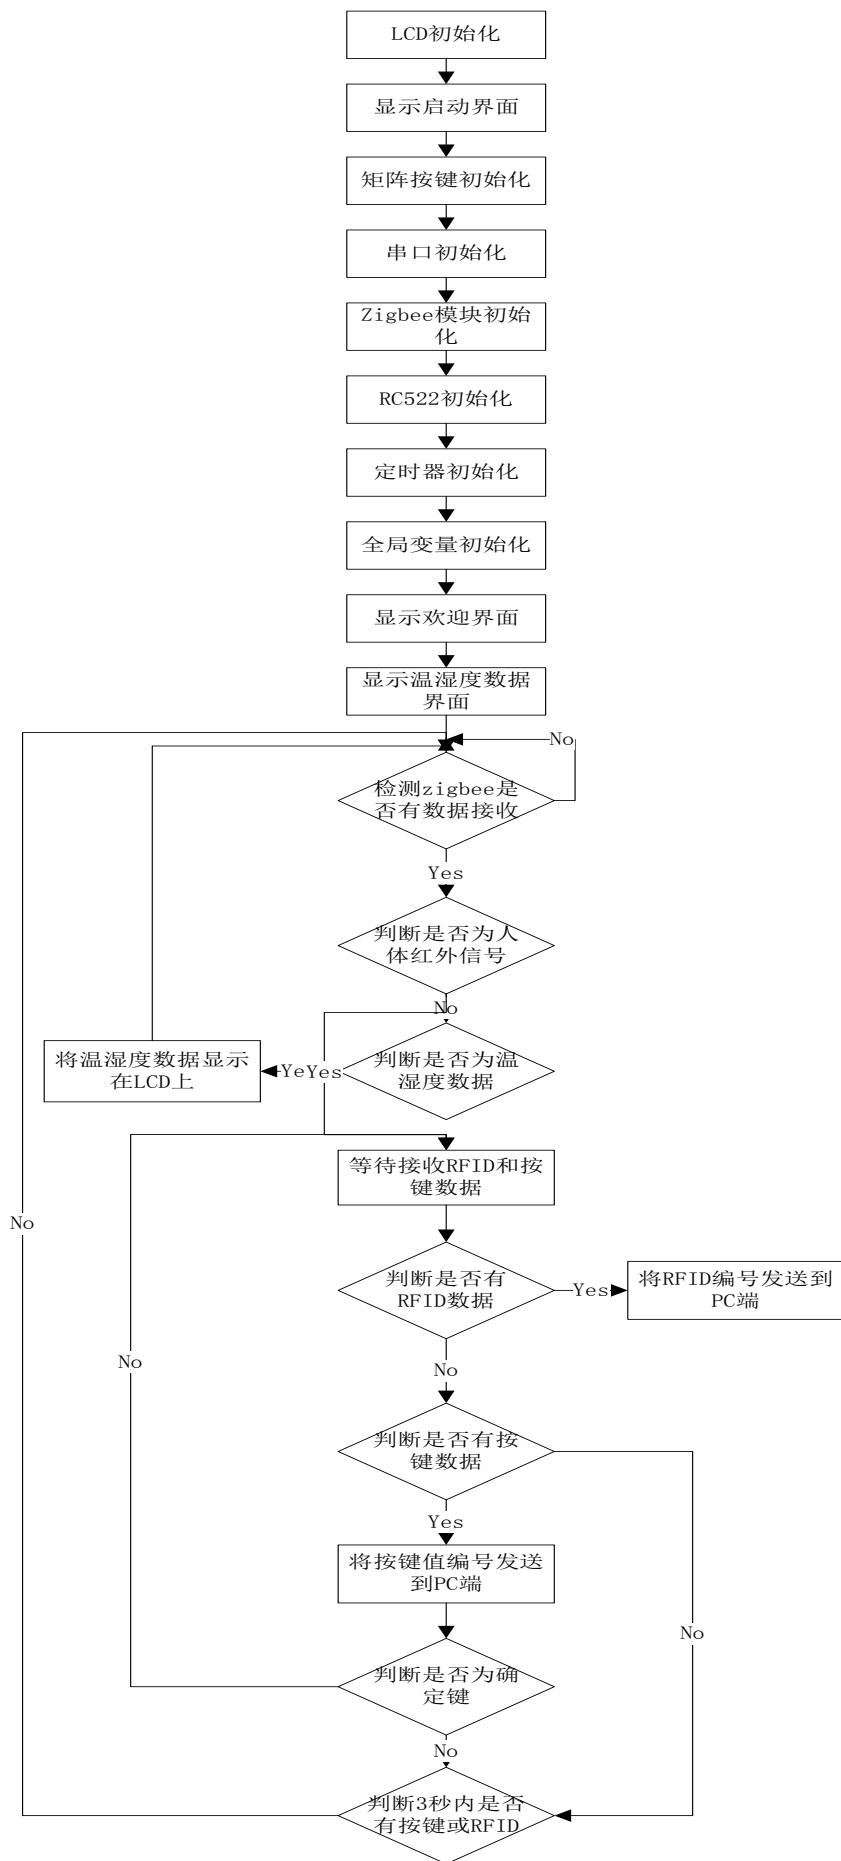 LCD初始化
显示启动界面
矩阵按键初始化
串口初始化
Zigbee模块初始
化
RC522初始化
定时器初始化
全局变量初始化
显示欢迎界面
显示温湿度数据
界面
No
检测zigbee是
否有数据接收
Yes
判断是否为人
体红外信号
No
将温湿度数据显示
在LCD上
Ye
Yes
判断是否为温
湿度数据
等待接收RFID和按
键数据
No
判断是否有
RFID数据
Yes
将RFID编号发送到
PC端
No
No
判断是否有按
键数据
Yes
将按键值编号发送
到PC端
No
判断是否为确
定键
No
判断3秒内是否
有按键或RFID